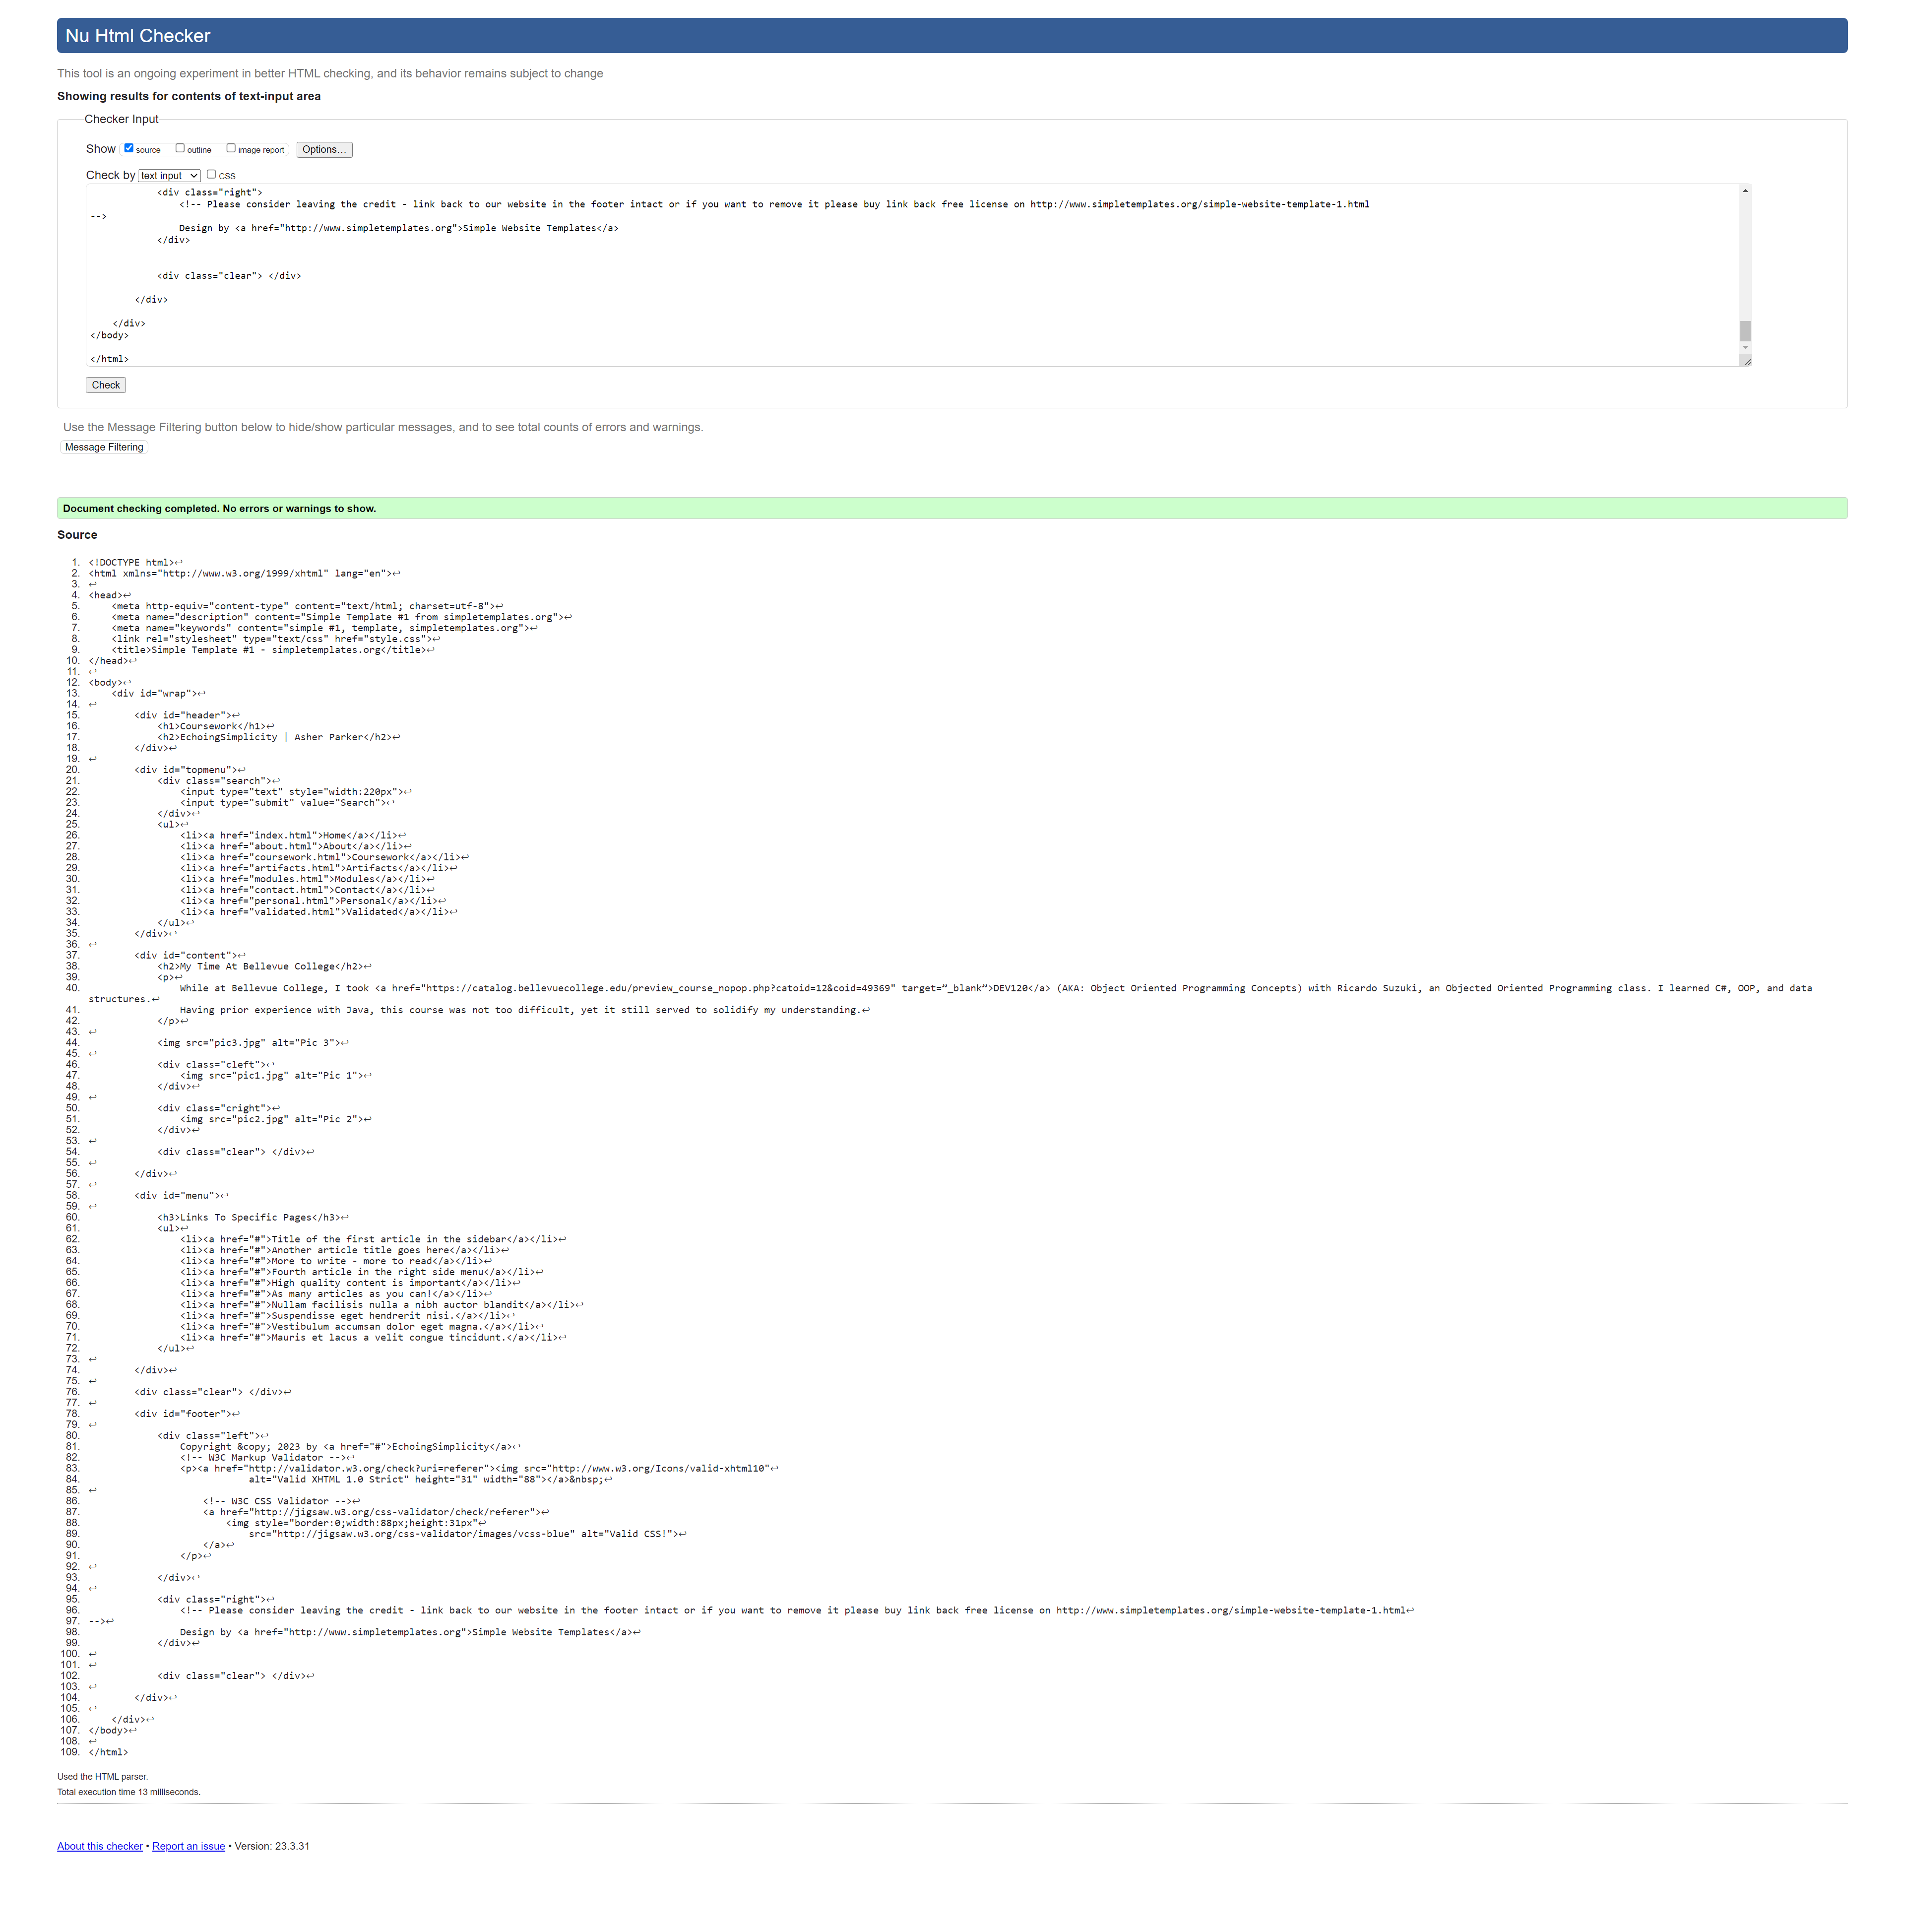 Nu Html Checker
This tool is an ongoing experiment in better HTML checking, and its behavior remains subject to change
Showing results for contents of text-input area
Checker Input
Show source outline image report Options...
Check by text input css
<div class="right">
<!-- Please consider leaving the credit - link back to our website in the footer intact or if you want to remove it please buy link back free license on http://www.simpletemplates.org/simple-website-template-1.html
-->
Design by <a href="http://www.simpletemplates.org">Simple Website Templates</a>
</div>
<div class="clear"> </div>
</div>
</div>
</body>
</html>
Check
Use the Message Filtering button below to hide/show particular messages, and to see total counts of errors and warnings.
Message Filtering
Document checking completed. No errors or warnings to show.
Source
1. <!DOCTYPE html>↩
2. <html xmlns="http://www.w3.org/1999/xhtml" lang="en">↩
3. ↩
4. <head>↩
5. <meta http-equiv="content-type" content="text/html; charset=utf-8">↩
6. <meta name="description" content="Simple Template #1 from simpletemplates.org">↩
7. <meta name="keywords" content="simple #1, template, simpletemplates.org">↩
8. <link rel="stylesheet" type="text/css" href="style.css">↩
9. <title>Simple Template #1 - simpletemplates.org</title>↩
10. </head>↩
11. ↩
12. <body>↩
13. <div id="wrap">↩
14. ↩
15. <div id="header">↩
16. <h1>Coursework</h1>↩
17. <h2>EchoingSimplicity | Asher Parker</h2>↩
18. </div>↩
19. ↩
20. <div id="topmenu">↩
21. <div class="search">↩
22. <input type="text" style="width:220px">↩
23. <input type="submit" value="Search">↩
24. </div>↩
25. <ul>↩
26. <li><a href="index.html">Home</a></li>↩
27. <li><a href="about.html">About</a></li>↩
28. <li><a href="coursework.html">Coursework</a></li>↩
29. <li><a href="artifacts.html">Artifacts</a></li>↩
30. <li><a href="modules.html">Modules</a></li>↩
31. <li><a href="contact.html">Contact</a></li>↩
32. <li><a href="personal.html">Personal</a></li>↩
33. <li><a href="validated.html">Validated</a></li>↩
34. </ul>↩
35. </div>↩
36. ↩
37. <div id="content">↩
38. <h2>My Time At Bellevue College</h2>↩
39. <p>↩
40. While at Bellevue College, I took <a href="https://catalog.bellevuecollege.edu/preview_course_nopop.php?catoid=12&coid=49369" target=”_blank”>DEV120</a> (AKA: Object Oriented Programming Concepts) with Ricardo Suzuki, an Objected Oriented Programming class. I learned C#, OOP, and data
structures.↩
41. Having prior experience with Java, this course was not too difficult, yet it still served to solidify my understanding.↩
42. </p>↩
43. ↩
44. <img src="pic3.jpg" alt="Pic 3">↩
45. ↩
46. <div class="cleft">↩
47. <img src="pic1.jpg" alt="Pic 1">↩
48. </div>↩
49. ↩
50. <div class="cright">↩
51. <img src="pic2.jpg" alt="Pic 2">↩
52. </div>↩
53. ↩
54. <div class="clear"> </div>↩
55. ↩
56. </div>↩
57. ↩
58. <div id="menu">↩
59. ↩
60. <h3>Links To Specific Pages</h3>↩
61. <ul>↩
62. <li><a href="#">Title of the first article in the sidebar</a></li>↩
63. <li><a href="#">Another article title goes here</a></li>↩
64. <li><a href="#">More to write - more to read</a></li>↩
65. <li><a href="#">Fourth article in the right side menu</a></li>↩
66. <li><a href="#">High quality content is important</a></li>↩
67. <li><a href="#">As many articles as you can!</a></li>↩
68. <li><a href="#">Nullam facilisis nulla a nibh auctor blandit</a></li>↩
69. <li><a href="#">Suspendisse eget hendrerit nisi.</a></li>↩
70. <li><a href="#">Vestibulum accumsan dolor eget magna.</a></li>↩
71. <li><a href="#">Mauris et lacus a velit congue tincidunt.</a></li>↩
72. </ul>↩
73. ↩
74. </div>↩
75. ↩
76. <div class="clear"> </div>↩
77. ↩
78. <div id="footer">↩
79. ↩
80. <div class="left">↩
81. Copyright &copy; 2023 by <a href="#">EchoingSimplicity</a>↩
82. <!-- W3C Markup Validator -->↩
83. <p><a href="http://validator.w3.org/check?uri=referer"><img src="http://www.w3.org/Icons/valid-xhtml10"↩
84. alt="Valid XHTML 1.0 Strict" height="31" width="88"></a>&nbsp;↩
85. ↩
86. <!-- W3C CSS Validator -->↩
87. <a href="http://jigsaw.w3.org/css-validator/check/referer">↩
88. <img style="border:0;width:88px;height:31px"↩
89. src="http://jigsaw.w3.org/css-validator/images/vcss-blue" alt="Valid CSS!">↩
90. </a>↩
91. </p>↩
92. ↩
93. </div>↩
94. ↩
95. <div class="right">↩
96. <!-- Please consider leaving the credit - link back to our website in the footer intact or if you want to remove it please buy link back free license on http://www.simpletemplates.org/simple-website-template-1.html↩
97. -->↩
98. Design by <a href="http://www.simpletemplates.org">Simple Website Templates</a>↩
99. </div>↩
100. ↩
101. ↩
102. <div class="clear"> </div>↩
103. ↩
104. </div>↩
105. ↩
106. </div>↩
107. </body>↩
108. ↩
109. </html>
Used the HTML parser.
Total execution time 13 milliseconds.
About this checker • Report an issue • Version: 23.3.31